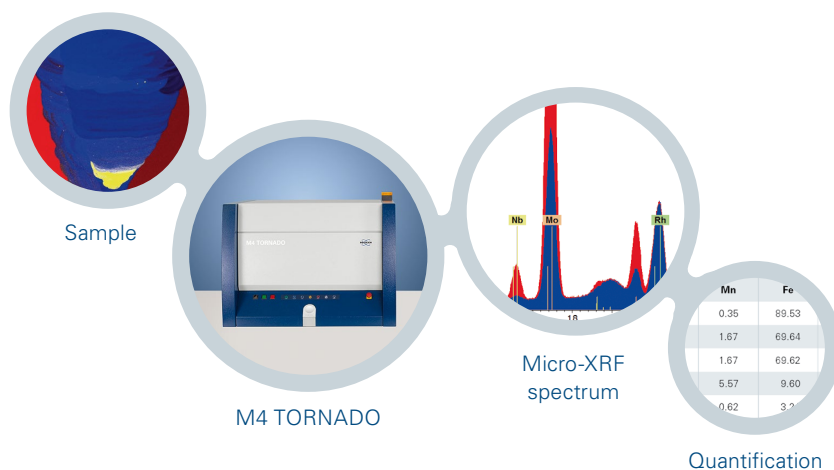 Sample
M4 TORNADO
M4 TORNADO
Nb
Mo
Rh
18
Micro-XRF
spectrum
Mn Fe
0.35 89.53
1.67 69.64
1.67 69.62
5.57 9.60
0.62
Quantification